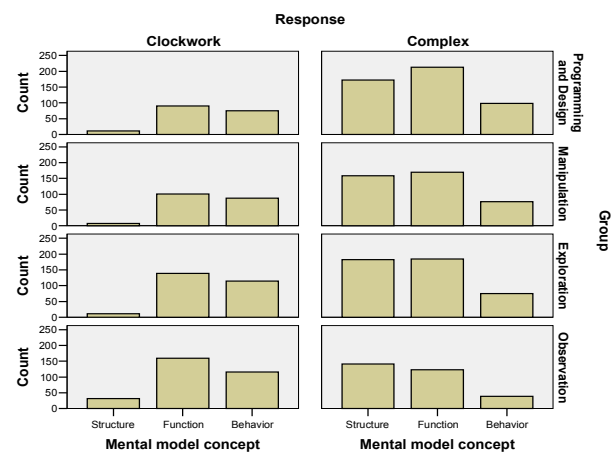 Response
Clockwork
Complex
Count
250
200
150
100
50
0
Programming
and Design
250
200
150
100
50
0
Manipulation
Group
Count
250
200
150
100
50
0
Exploration
Count
250
200
150
100
50
0
Observation
Structure Function Behavior
Structure Function Behavior
Mental model concept
Mental model concept